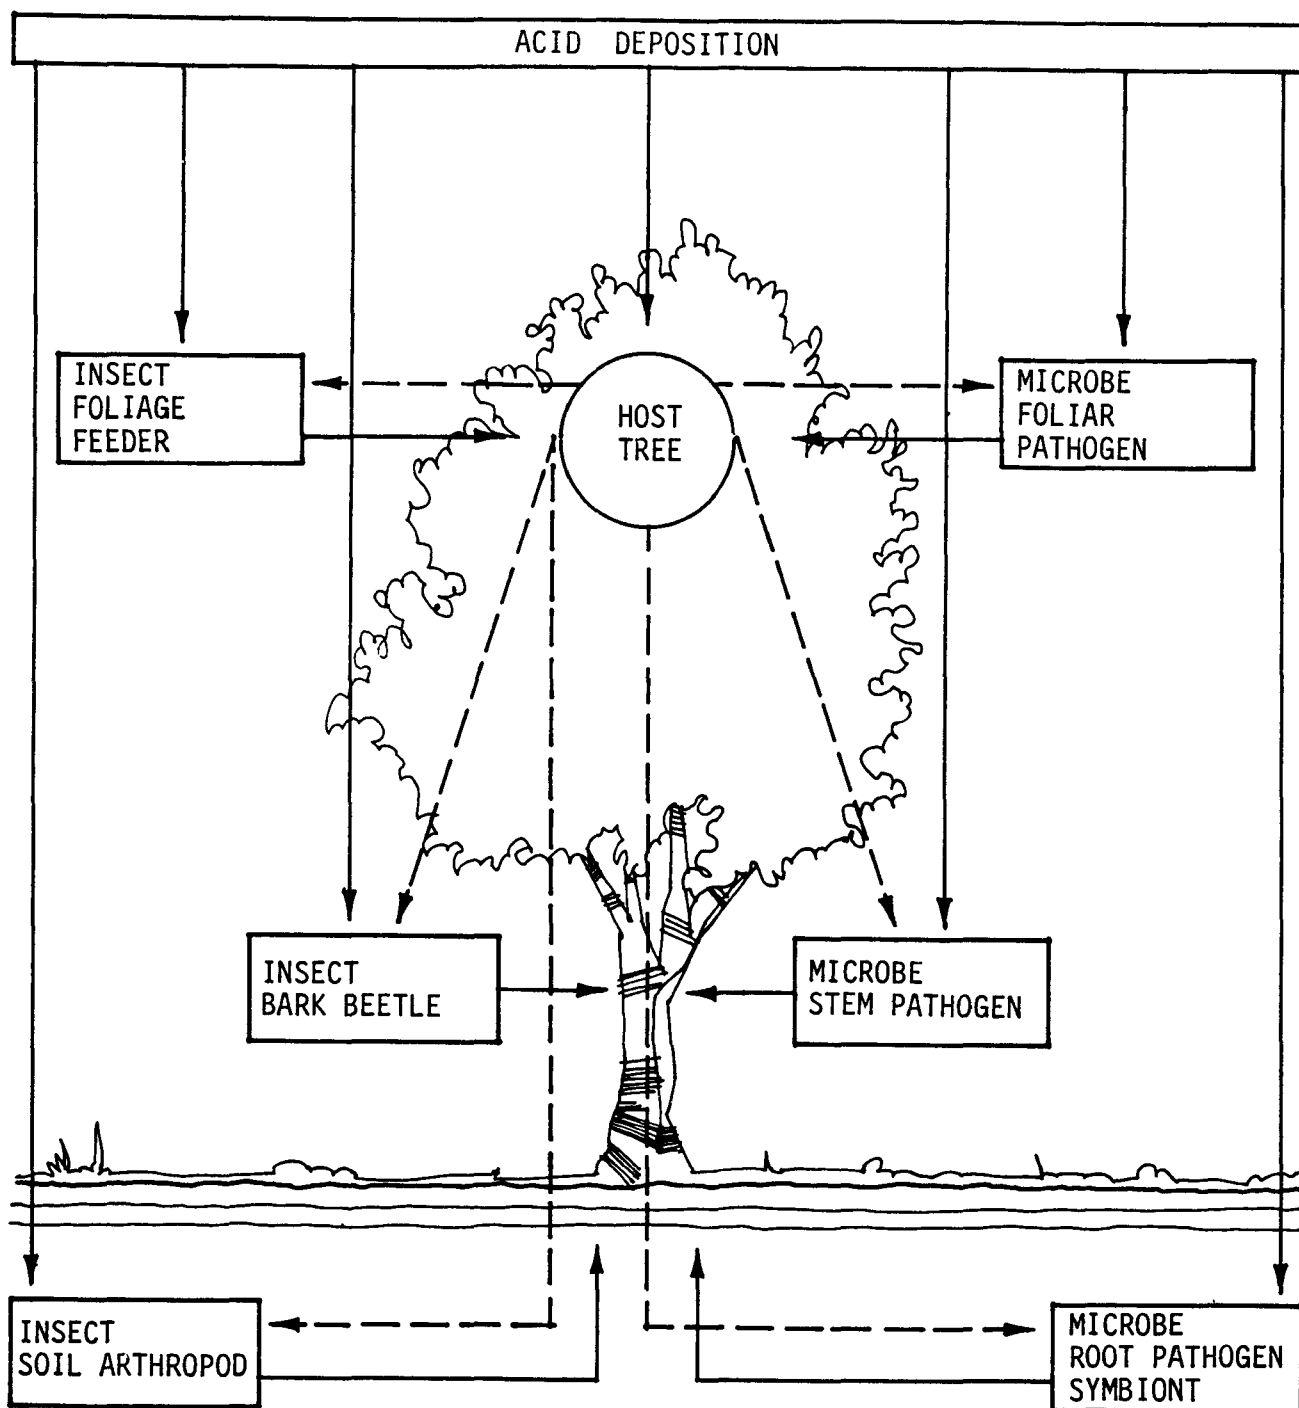 ACID DEPOSITION
INSECT
FOLIAGE
FEEDER
HOST
TREE
MICROBE
FOLIAR
PATHOGEN
INSECT
BARK BEETLE
MICROBE
STEM PATHOGEN
INSECT
SOIL ARTHROPOD
MICROBE
ROOT PATHOGEN
SYMBIONT